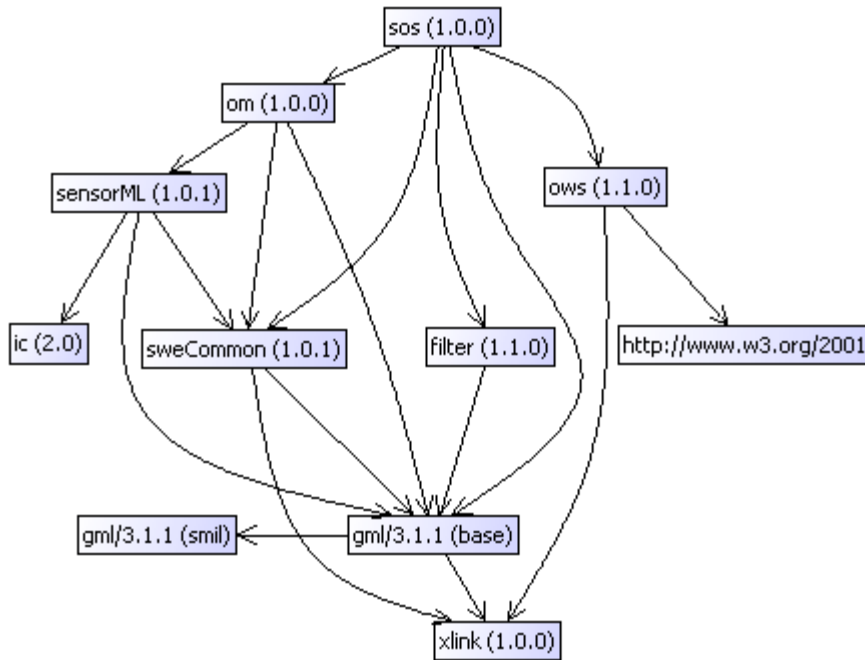 sos (1.0.0)
om (1.0.0)
sensorML (1.0.1)
ows (1.1.0)
ic (2.0)
sweCommon (1.0.1)
filter (1.1.0)
http://www.w3.org/2001
gml/3.1.1 (smil)
gml/3.1.1 (base)
xlink (1.0.0)